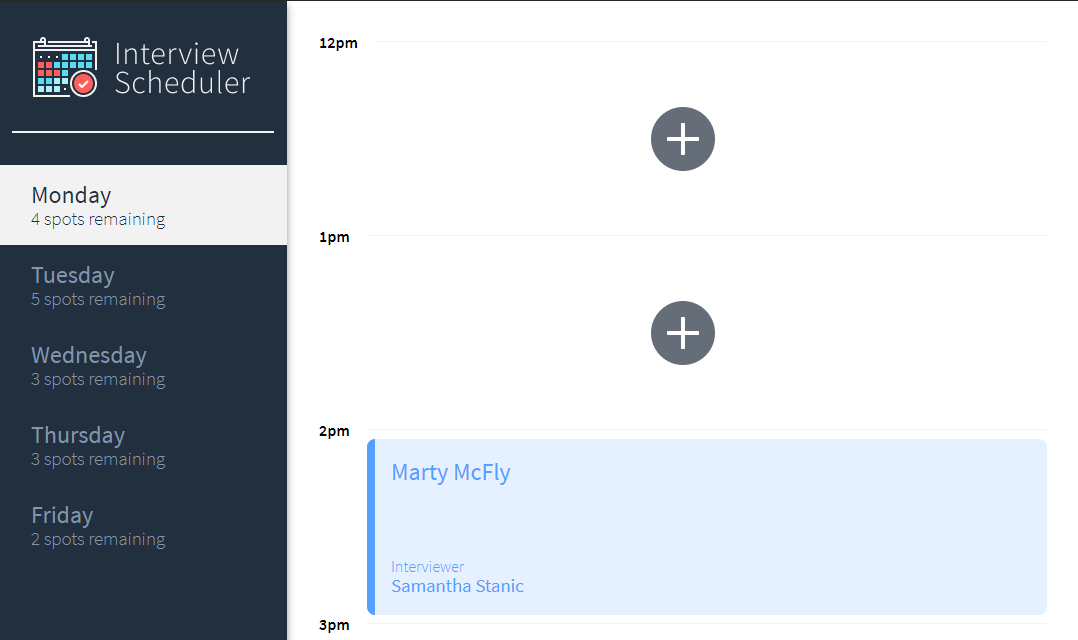 Interview
Scheduler
Monday
4 spots remaining
Tuesday
5 spots remaining
Wednesday
3 spots remaining
Thursday
3 spots remaining
Friday
2 spots remaining
12pm
1pm
2pm
Marty McFly
Interviewer
Samantha Stanic
3pm